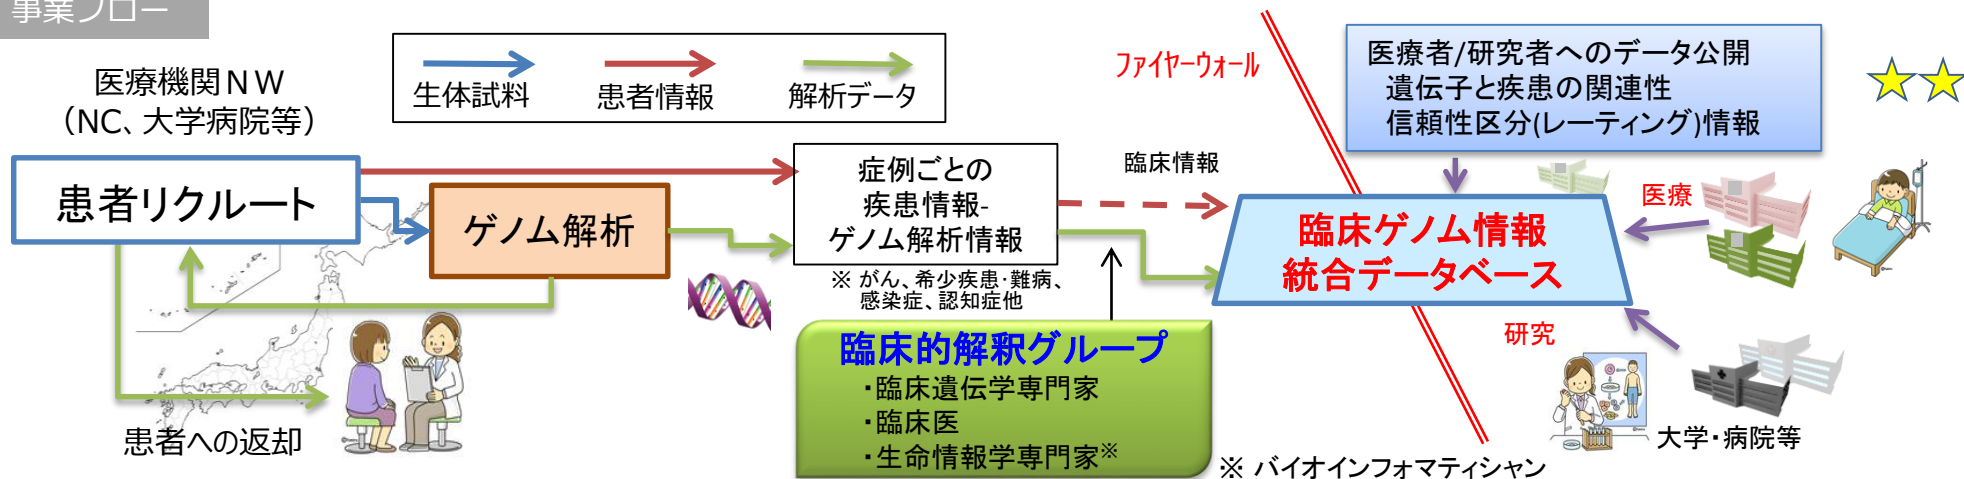 事業フロー
医療機関NW
(NC、大学病院等)
生体試料
患者情報
解析データ
ファイヤーウォール
医療者/研究者へのデータ公開
遺伝子と疾患の関連性
信頼性区分(レーティング)情報
患者リクルート
ゲノム解析
症例ごとの
疾患情報-
ゲノム解析情報
※ がん、希少疾患・難病、
感染症、認知症他
臨床情報
臨床ゲノム情報
統合データベース
医療
研究
臨床的解釈グループ
・臨床遺伝学専門家
・臨床医
・生命情報学専門家※
※ バイオインフォマティシャン
患者への返却
大学・病院等